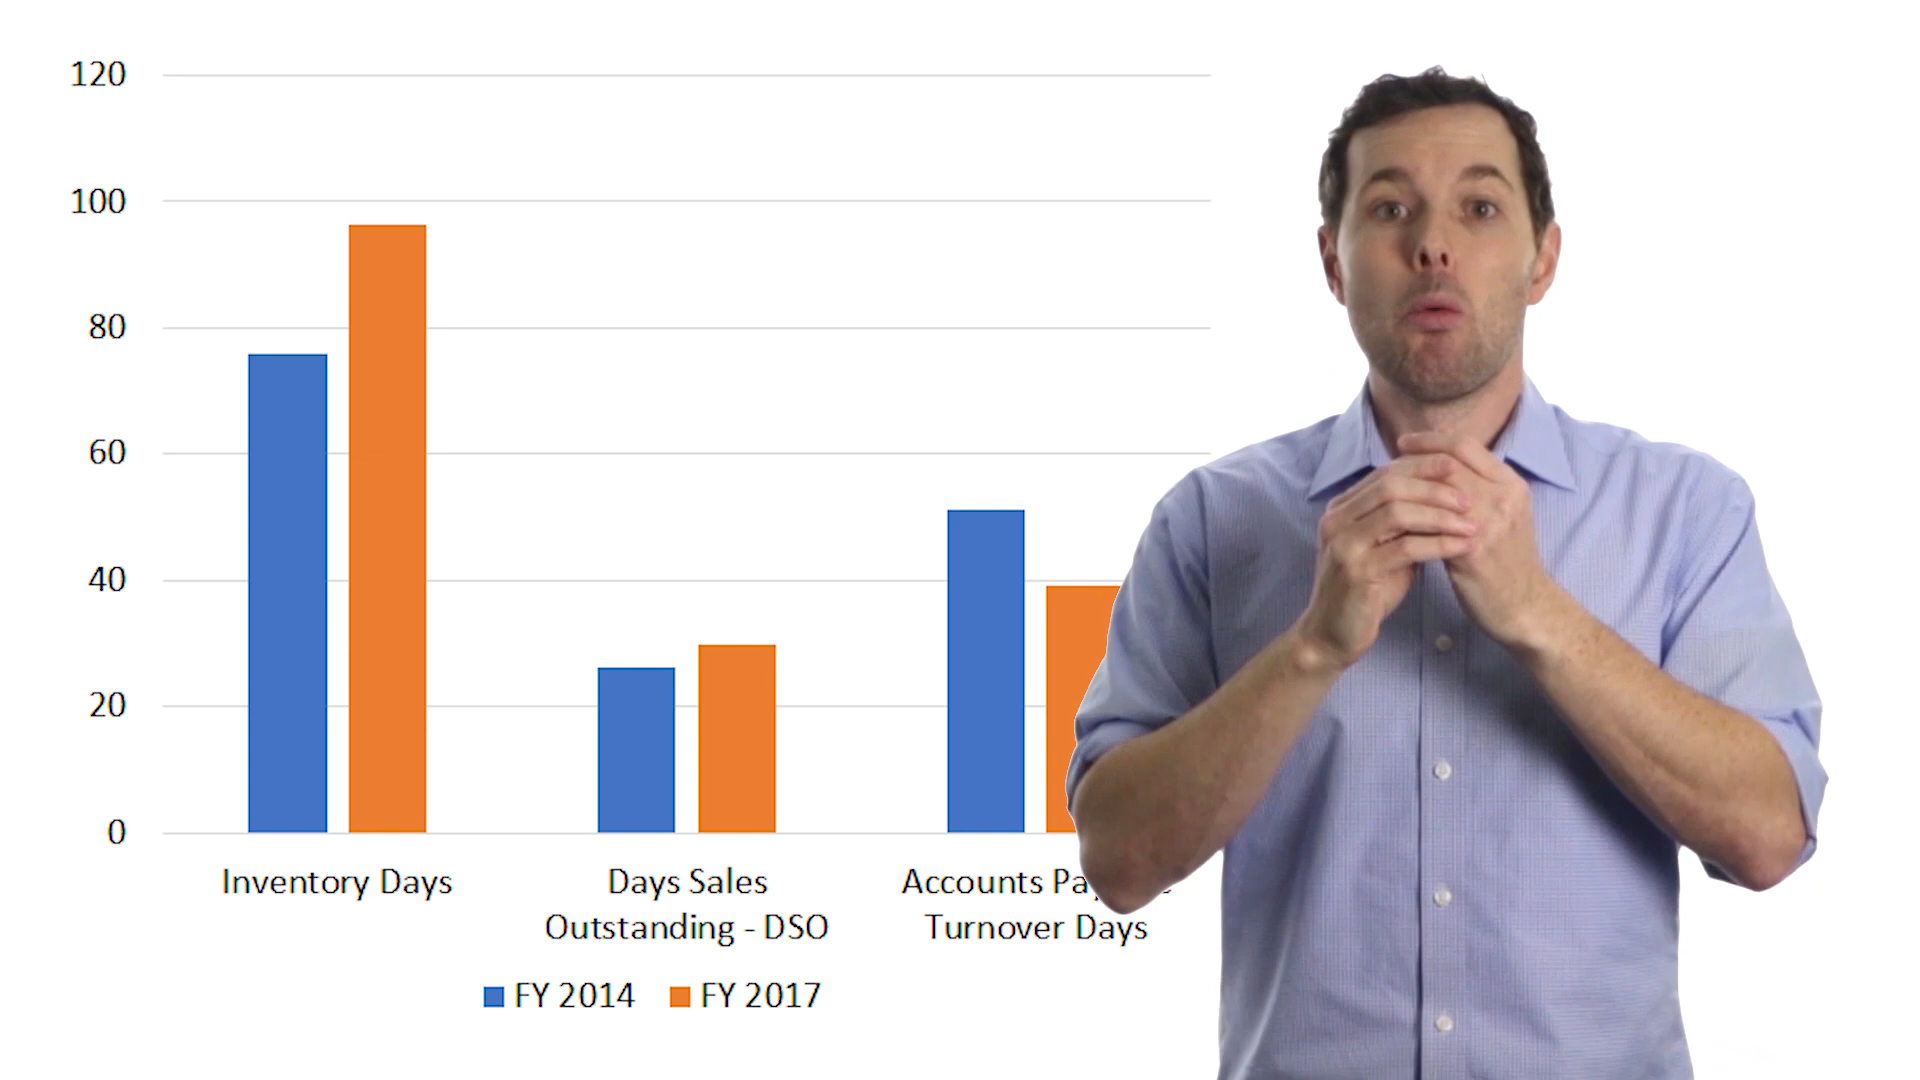 120
100
80
60
40
20
0
Inventory Days
Days Sales
Outstanding - DSO
Accounts
Turnover Days
FY 2014
FY 2017